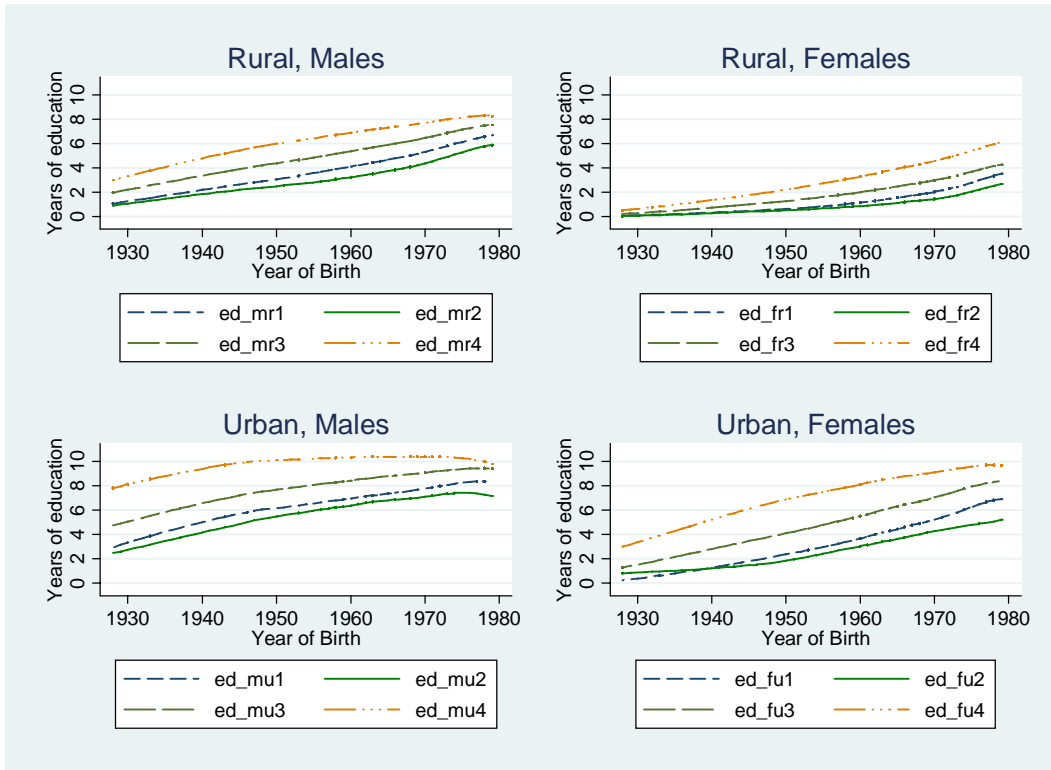 Rural, Males
Years of education
10
8
6
4
2
0
1930 1940 1950 1960 1970 1980
Year of Birth
ed_mr1 ed_mr2
ed_mr3 ed_mr4
Rural, Females
Years of education
10
8
6
4
2
0
1930 1940 1950 1960 1970 1980
Year of Birth
ed_fr1 ed_fr2
ed_fr3 ed_fr4
Urban, Males
Years of education
10
8
6
4
2
0
1930 1940 1950 1960 1970 1980
Year of Birth
ed_mu1 ed_mu2
ed_mu3 ed_mu4
Urban, Females
Years of education
10
8
6
4
2
0
1930 1940 1950 1960 1970 1980
Year of Birth
ed_fu1 ed_fu2
ed_fu3 ed_fu4